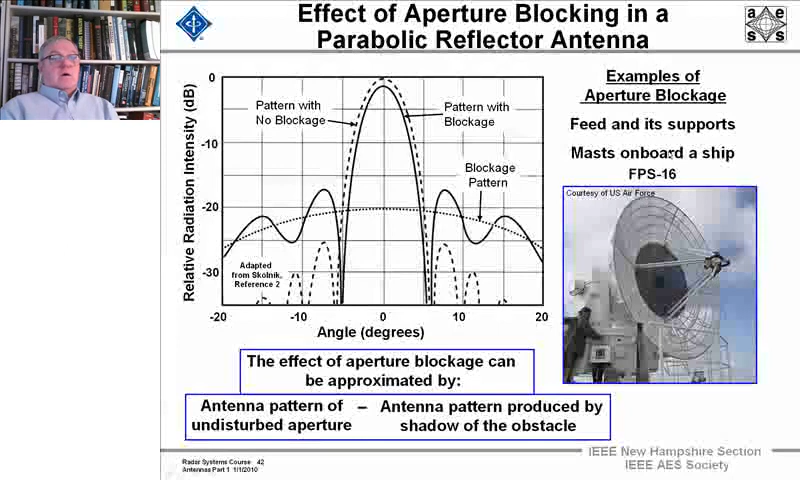 Effect of Aperture Blocking in a
Parabolic Reflector Antenna
a e
s s
Relative Radiation Intensity (dB)
0
-10
-20
-30
Pattern with
No Blockage
Pattern with
Blockage
Blockage
Pattern
Adapted
from Skolnik,
Reference 2
-20 -10 0 10 20
Angle (degrees)
Examples of
Aperture Blockage
Feed and its supports
Masts onboard a ship
FPS-16
Courtesy of US Air Force
The effect of aperture blockage can
be approximated by:
Antenna pattern of
undisturbed aperture
–
Antenna pattern produced by
shadow of the obstacle
Radar Systems Course 42
Antennas Part 1 1/1/2010
IEEE New Hampshire Section
IEEE AES Society